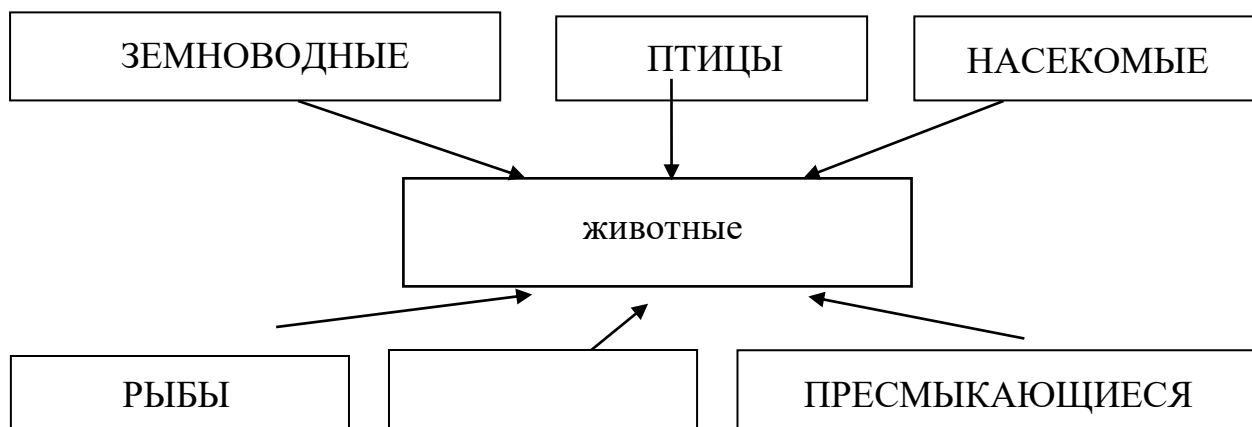 ЗЕМНОВОДНЫЕ
ПТИЦЫ
НАСЕКОМЫЕ
животные
РЫБЫ
ПРЕСМЫКАЮЩИЕСЯ